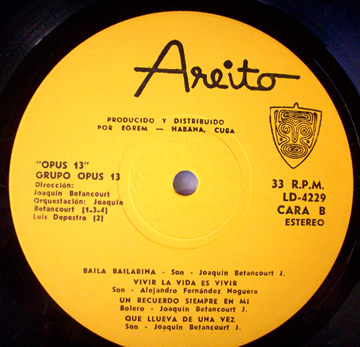 Areito
PRODUCIDO Y DISTRIBUIDO
POR EGREM — HABANA, CUBA
"OPUS 13"
GRUPO OPUS 13
Dirección:
Joaquín Betancourt
Orquestación: Joaquín
Betancourt (1-3-4)
Luis Depestre (2)
33 R.P.M.
LD-4229
CARA B
ESTEREO
BAILA BAILARINA - Son - Joaquín Betancourt J.
VIVIR LA VIDA ES VIVIR
Son - Alejandro Fernández Noguera
UN RECUERDO SIEMPRE EN MI
Bolero - Joaquín Betancourt J.
QUE LLUEVA DE UNA VEZ
Son - Joaquín Betancourt J.